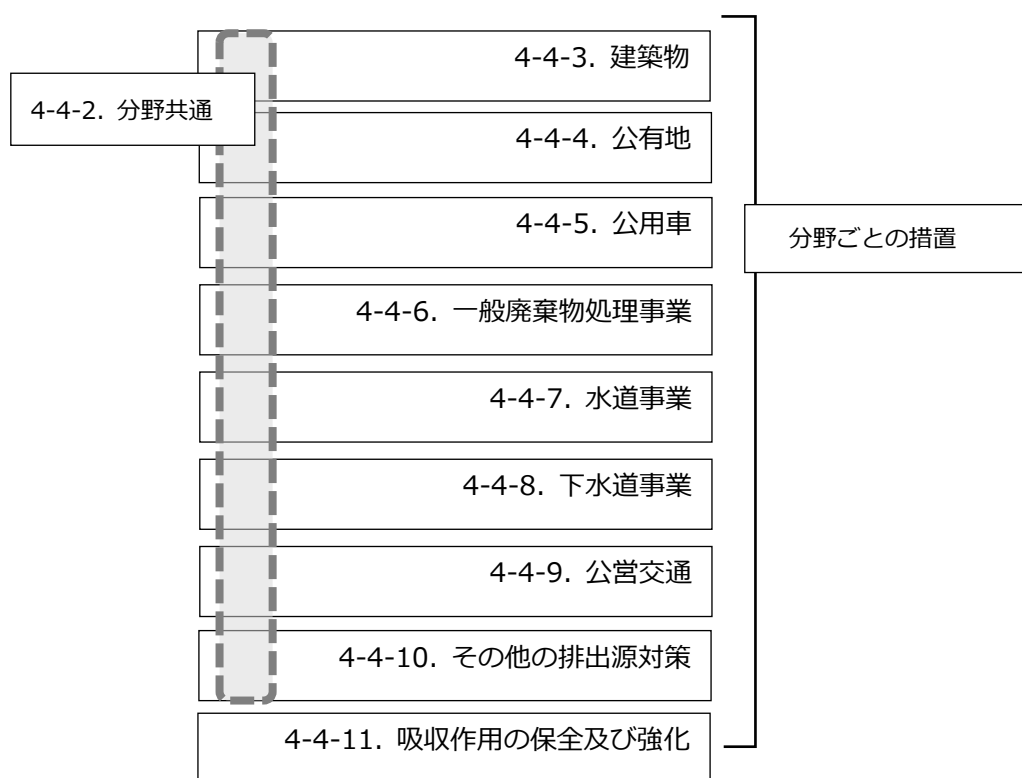 4-4-3. 建築物
4-4-2. 分野共通
4-4-4. 公有地
4-4-5. 公用車
分野ごとの措置
4-4-6. 一般廃棄物処理事業
4-4-7. 水道事業
4-4-8. 下水道事業
4-4-9. 公営交通
4-4-10. その他の排出源対策
4-4-11. 吸収作用の保全及び強化